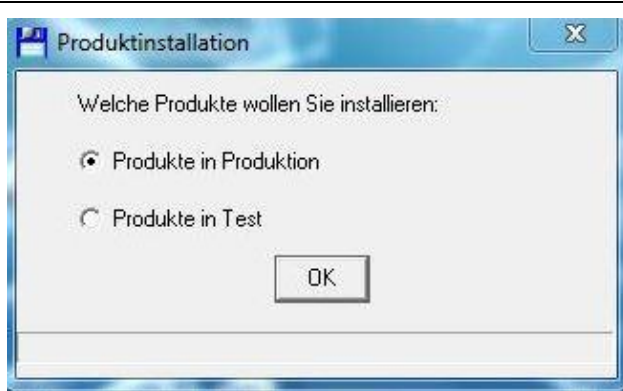 Produktinstallation
Welche Produkte wollen Sie installieren:
Produkte in Produktion
Produkte in Test
OK